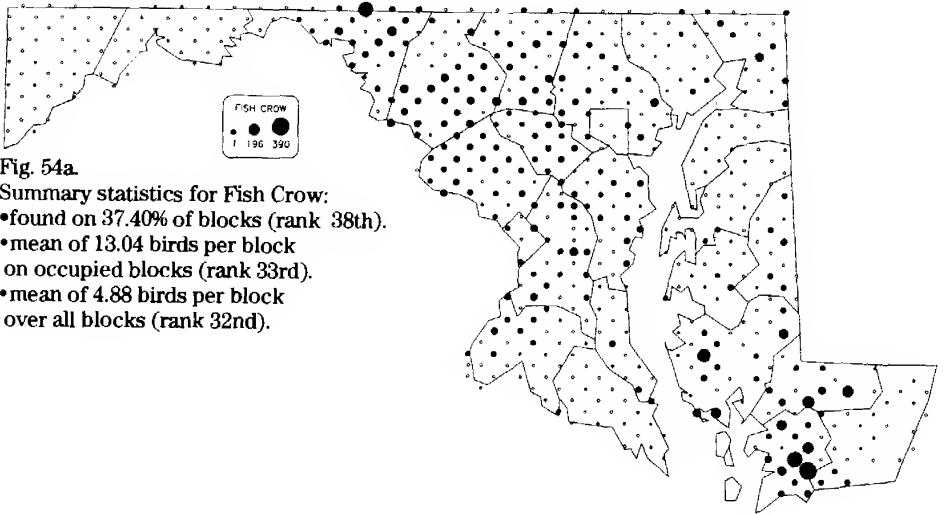 FISH CROW
1 196 390
Fig. 54a.
Summary statistics for Fish Crow:
•found on 37.40% of blocks (rank 38th).
•mean of 13.04 birds per block
on occupied blocks (rank 33rd).
•mean of 4.88 birds per block
over all blocks (rank 32nd).